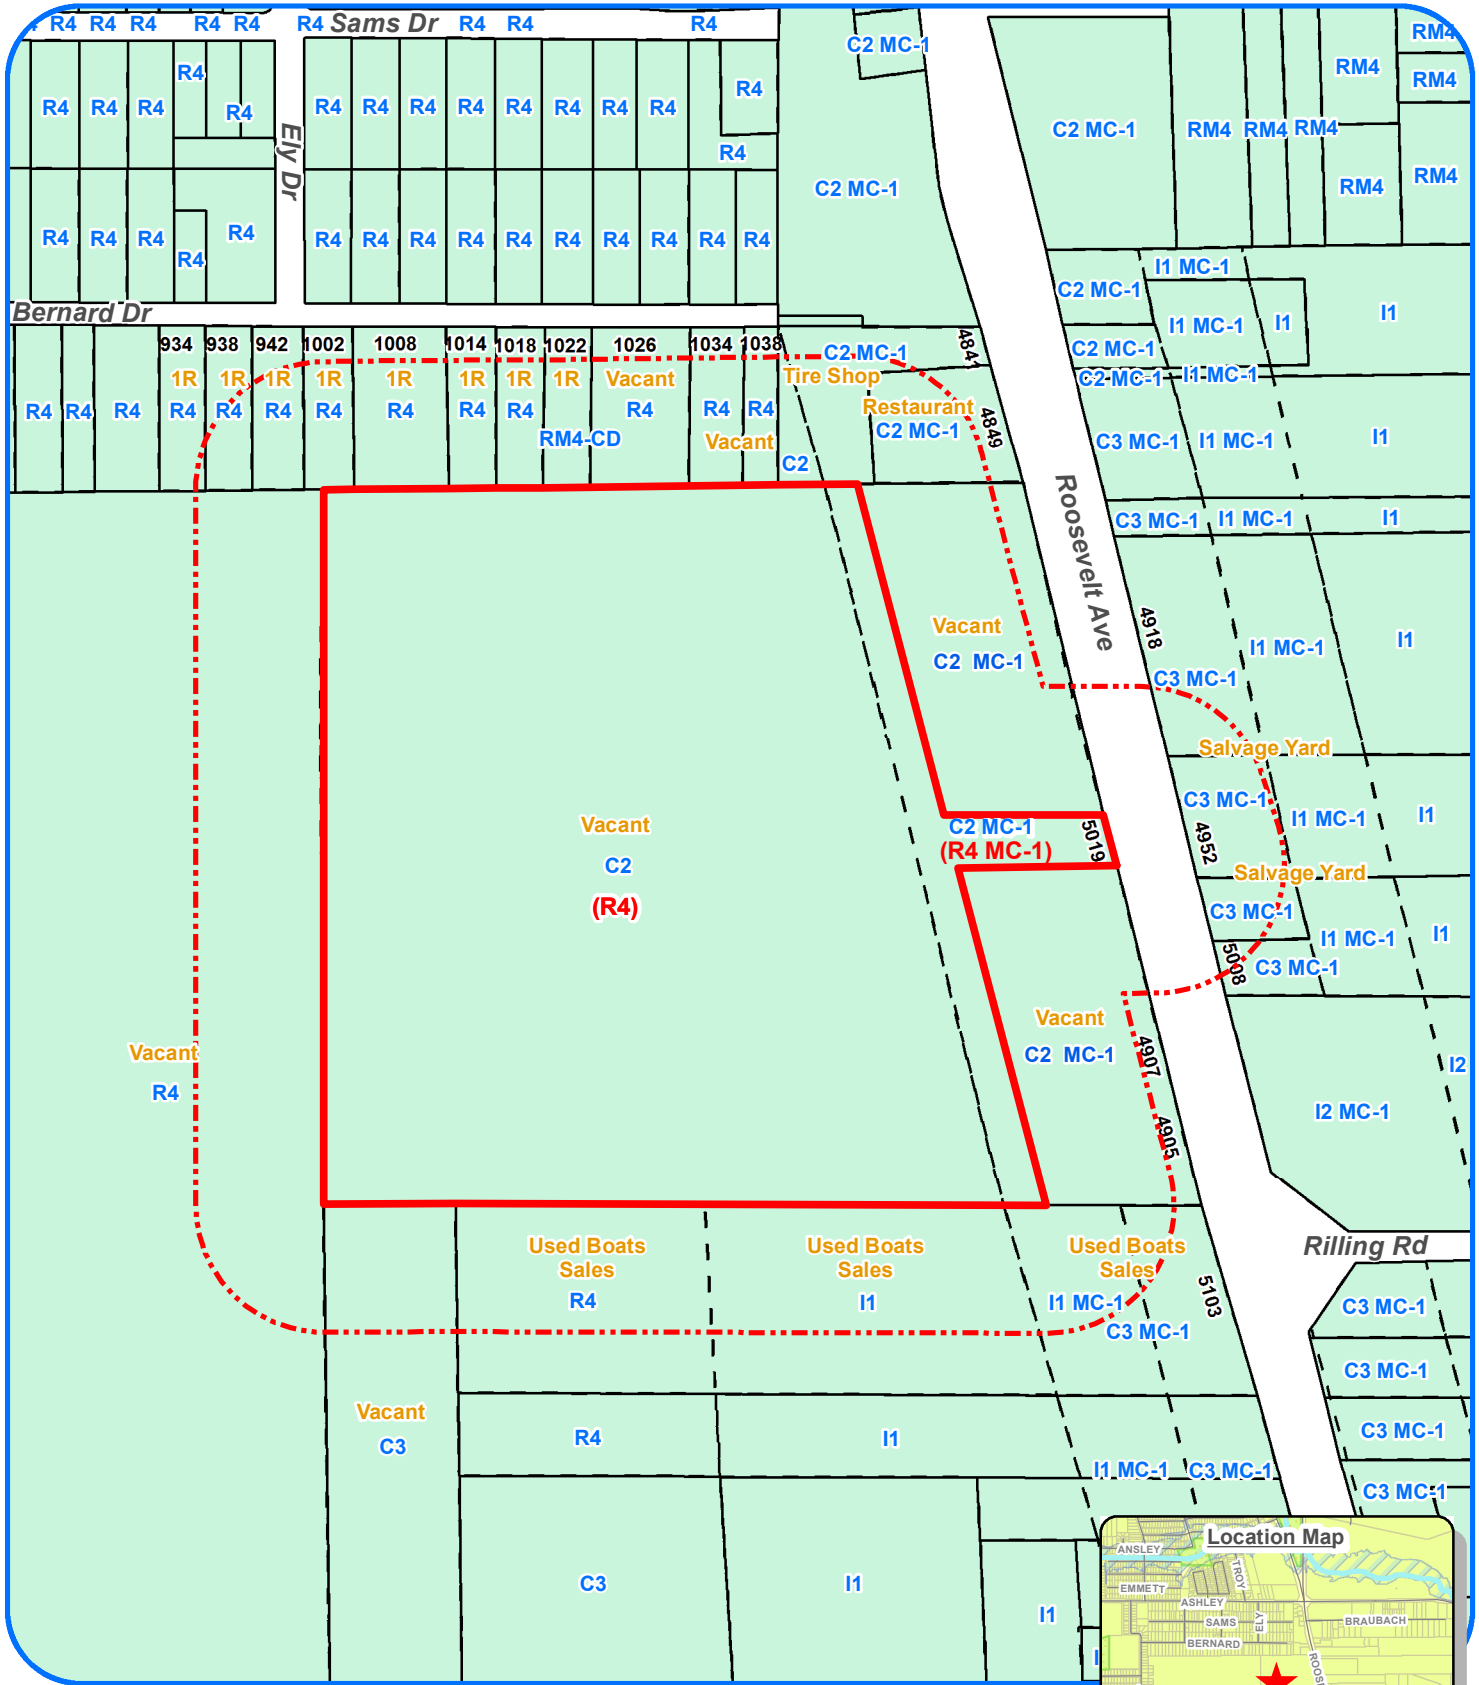 R4 R4 R4 R4 R4 R4 Sams Dr R4 R4 R4
C2 MC-1
RM4
R4 RM4 RM4
R4
R4 R4 R4 R4 R4 R4 R4 R4 R4 R4 R4 R4
C2 MC-1 RM4 RM4 RM4
Ely Dr
R4
C2 MC-1 RM4 RM4
R4 R4 R4 R4 R4 R4 R4 R4 R4 R4 R4 R4 R4 R4
R4
I1 MC-1
C2 MC-1
Bernard Dr
I1 MC-1 I1 I1
934 938 942 1002 1008 1014 1018 1022 1026 1034 1038
C2 MC-1 4841 C2 MC-1
1R 1R 1R 1R 1R 1R 1R 1R Vacant Tire Shop
C2 MC-1 I1 MC-1
R4 R4 R4 R4 R4 R4 R4 R4 R4 R4 R4 R4 R4
Restaurant
C2 MC-1 4849
RM4-CD Vacant
C3 MC-1 I1 MC-1 I1
C2
Roosevelt Ave
C3 MC-1 I1 MC-1 I1
Vacant
C2 MC-1
4918
I1 MC-1 I1
C3 MC-1
Salvage Yard
C3 MC-1
I1 MC-1 I1
Vacant
C2
(R4)
C2 MC-1
(R4 MC-1)
5019
4952
Salvage Yard
C3 MC-1
I1 MC-1 I1
5008
C3 MC-1
Vacant
C2 MC-1
4907
4905
Vacant
R4
I2
I2 MC-1
Used Boats
Sales
R4
Used Boats
Sales
I1
Used Boats
Sales
I1 MC-1
C3 MC-1
5103
Rilling Rd
C3 MC-1
C3 MC-1
Vacant
C3
R4
I1
C3 MC-1
I1 MC-1 C3 MC-1
C3 MC-1
C3
I1
I1
Location Map
ANSLEY
EMMETT
TROY
ASHLEY
SAMS
ELY
BRAUBACH
BERNARD